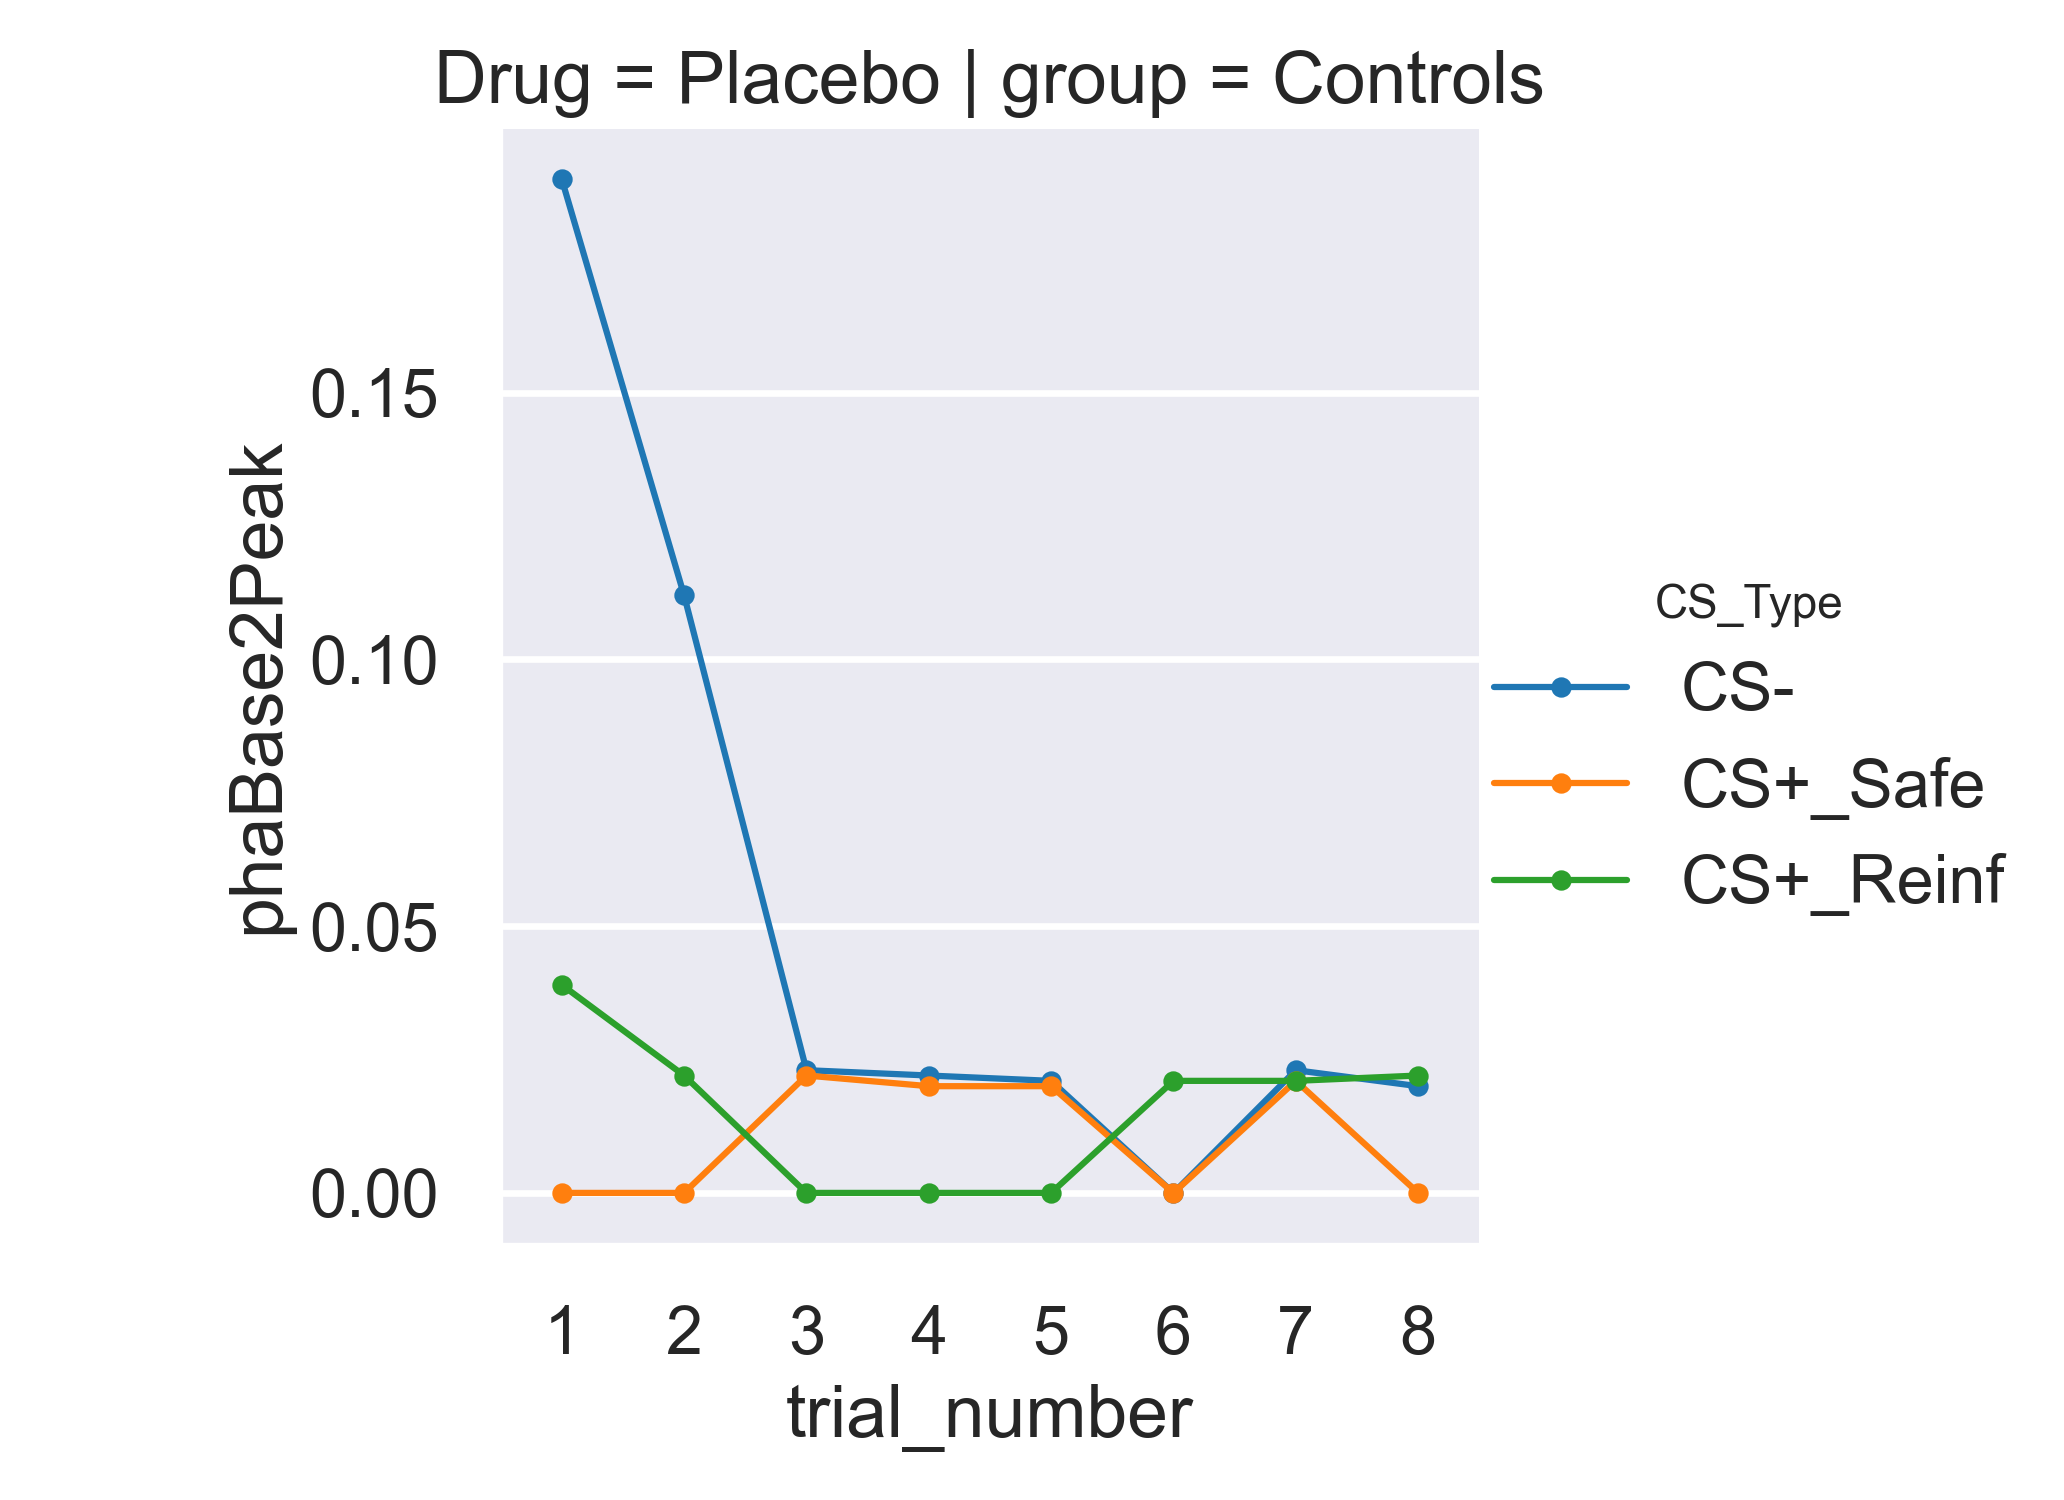 Drug = Placebo | group = Controls
phaBase2Peak
0.15
0.10
0.05
0.00
1 2 3 4 5 6 7 8
trial_number
CS_Type
CS-
CS+_Safe
CS+_Reinf